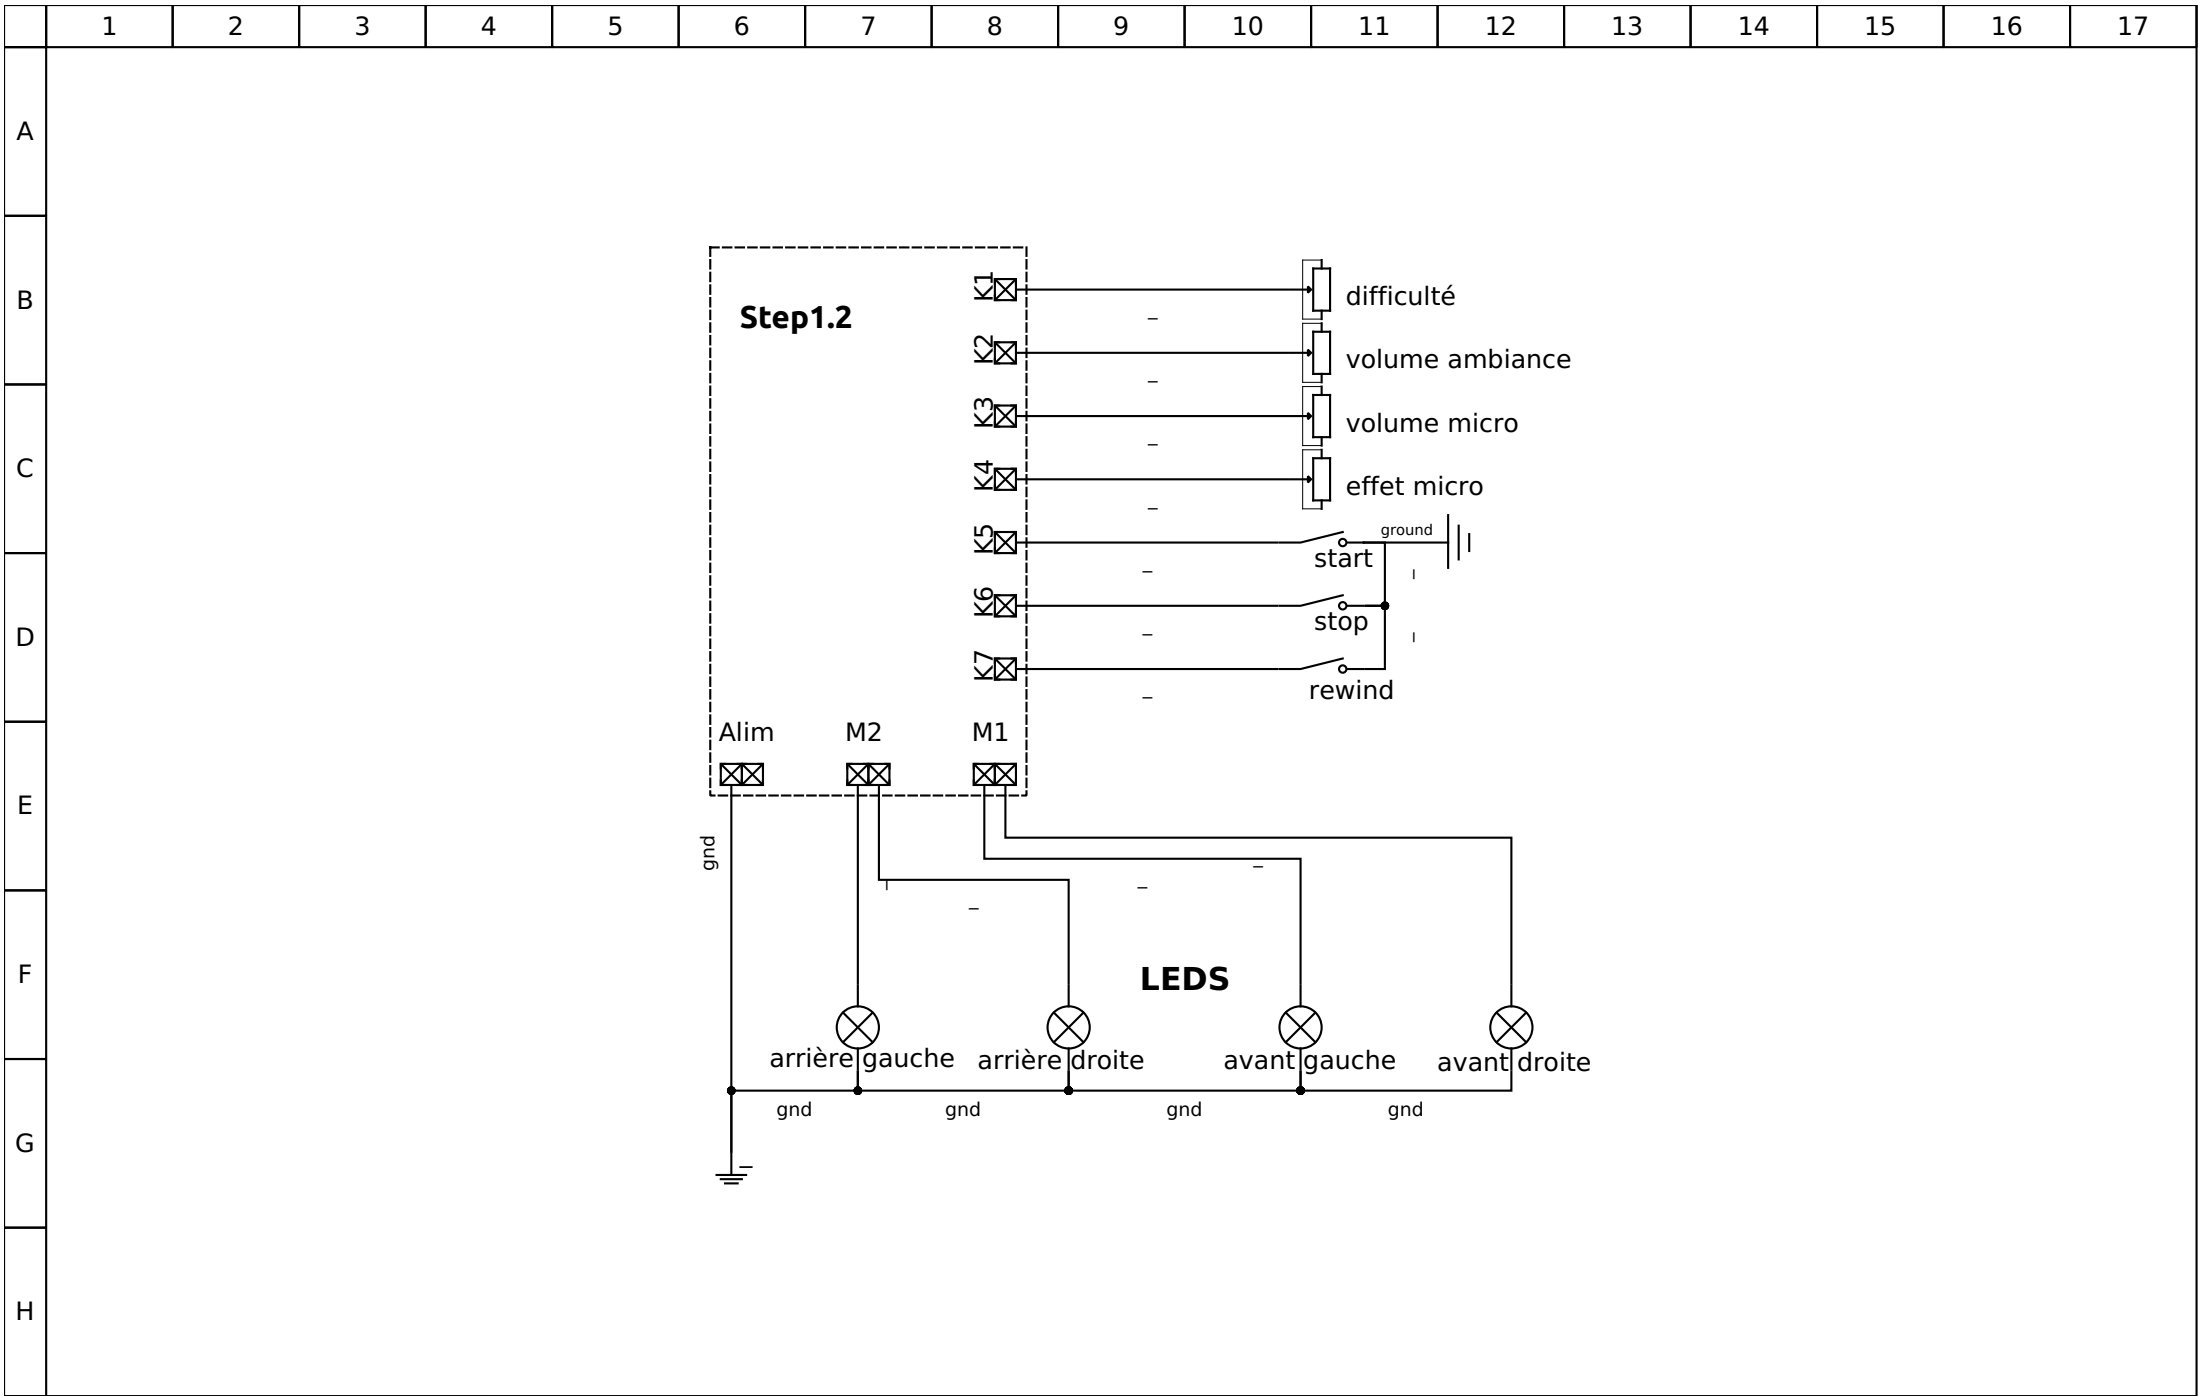 1 2 3 4 5 6 7 8 9 10 11 12 13 14 15 16 17
A
B
C
D
E
F
G
H
Step1.2
K1
difficulté
K2
volume ambiance
K3
volume micro
K4
effet micro
K5
ground
start
K6
stop
K7
rewind
Alim M2 M1
gnd
LEDS
arrière gauche arrière droite avant gauche avant droite
gnd gnd gnd gnd